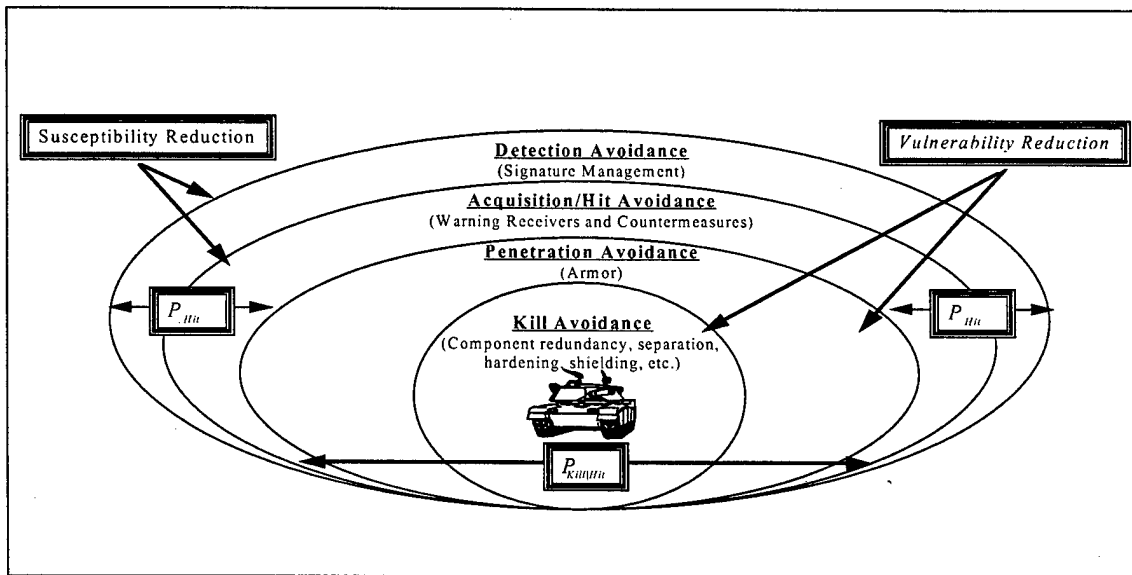 Susceptibility Reduction
Vulnerability Reduction
Detection Avoidance
(Signature Management)
Acquisition/Hit Avoidance
(Warning Receivers and Countermeasures)
Penetration Avoidance
(Armor)
P Hit
P Hit
Kill Avoidance
(Component redundancy, separation,
hardening, shielding, etc.)
P Kill|Hit